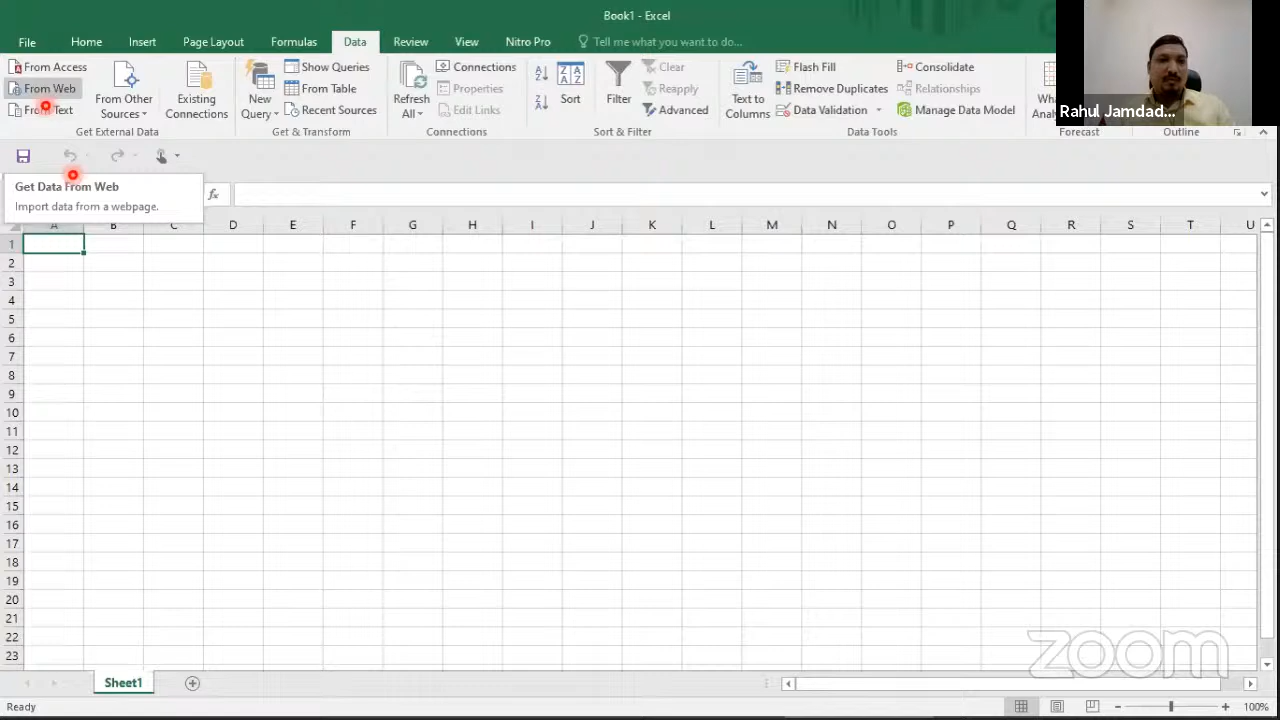 Book1 - Excel
File Home Insert Page Layout Formulas Data Review View Nitro Pro Tell me what you want to do...
From Access
From Web
From Text
From Other Sources
Existing Connections
Get External Data
New Query
Show Queries
From Table
Recent Sources
Get & Transform
Refresh All
Connections
Properties
Edit Links
Connections
Sort
Filter
Clear
Reapply
Advanced
Sort & Filter
Text to Columns
Flash Fill
Remove Duplicates
Data Validation
Consolidate
Relationships
Manage Data Model
Data Tools
Forecast
Outline
Rahul Jamdad...
Get Data From Web
Import data from a webpage.
fx
A B C D E F G H I J K L M N O P Q R S T U
1
2
3
4
5
6
7
8
9
10
11
12
13
14
15
16
17
18
19
20
21
22
23
zoom
Sheet1
Ready
100%